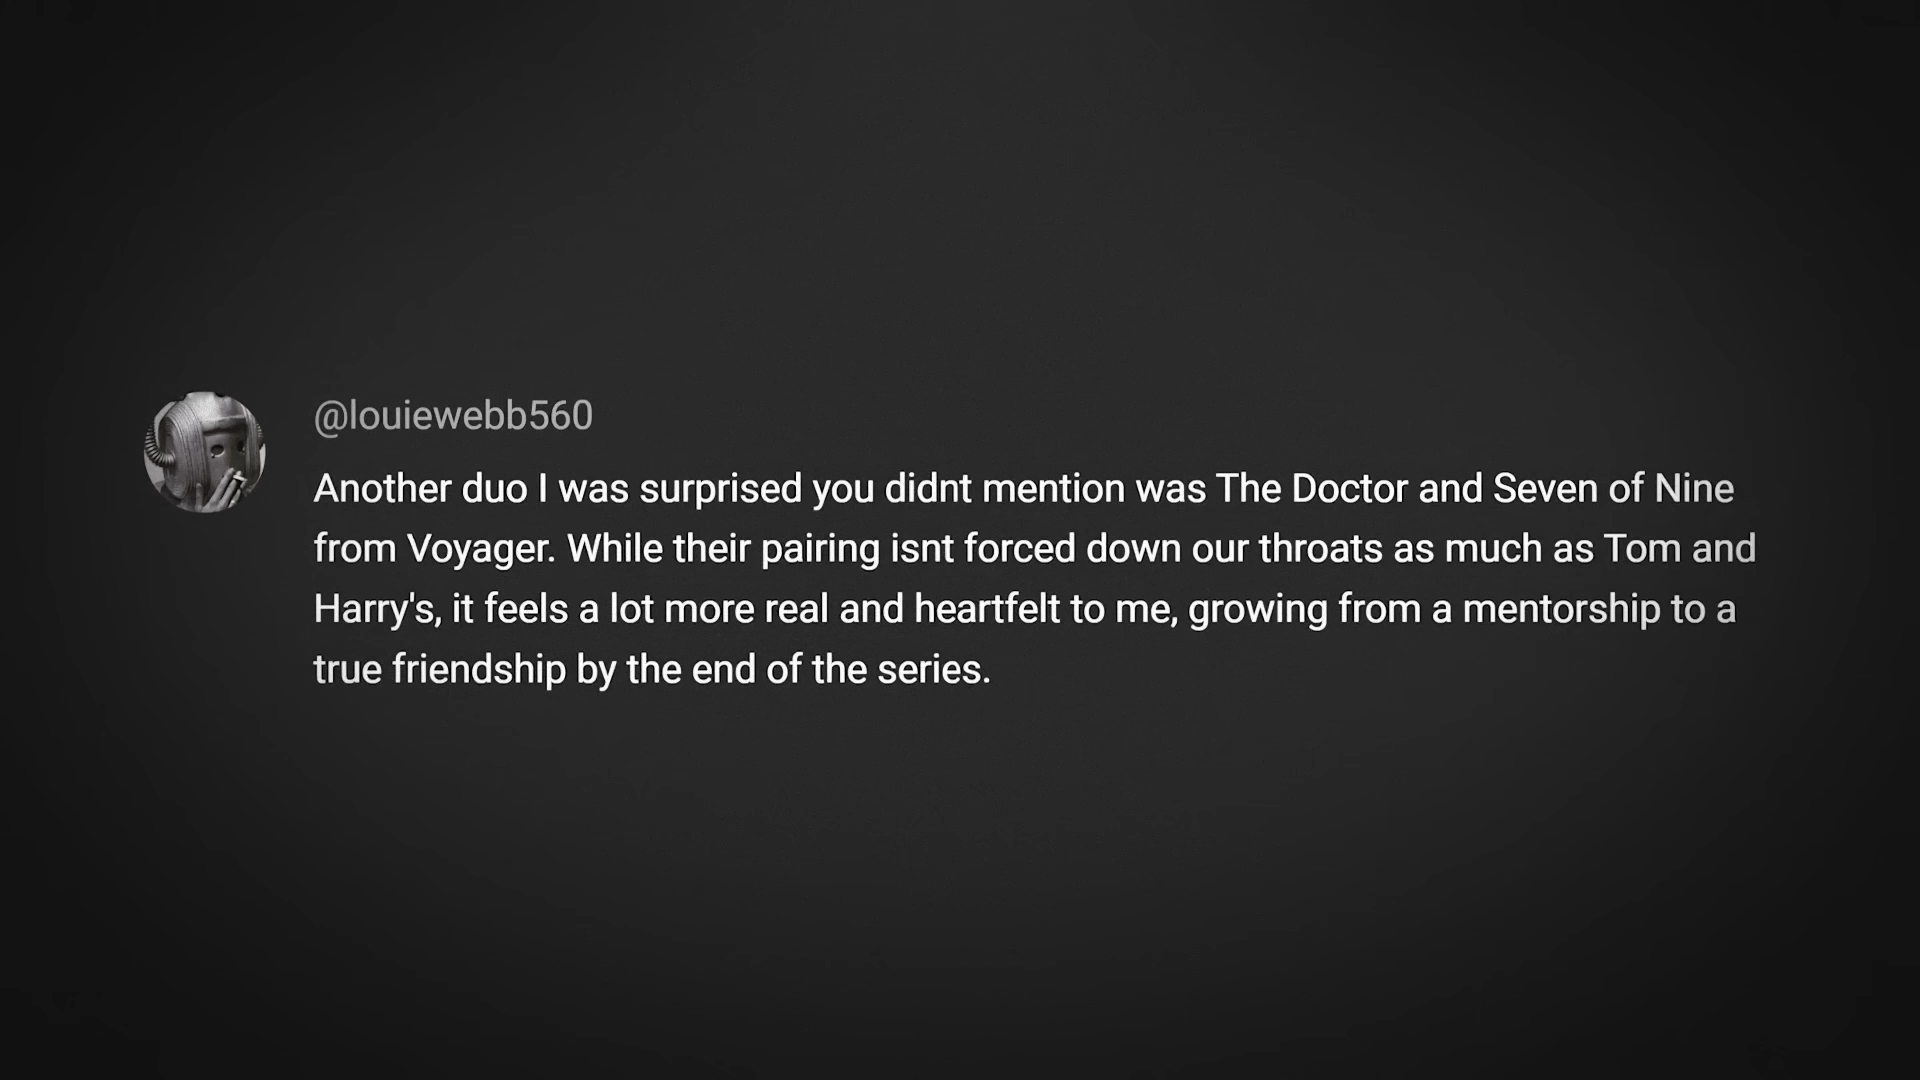 @louiewebb560
Another duo I was surprised you didnt mention was The Doctor and Seven of Nine
from Voyager. While their pairing isnt forced down our throats as much as Tom and
Harry's, it feels a lot more real and heartfelt to me, growing from a mentorship to a
true friendship by the end of the series.